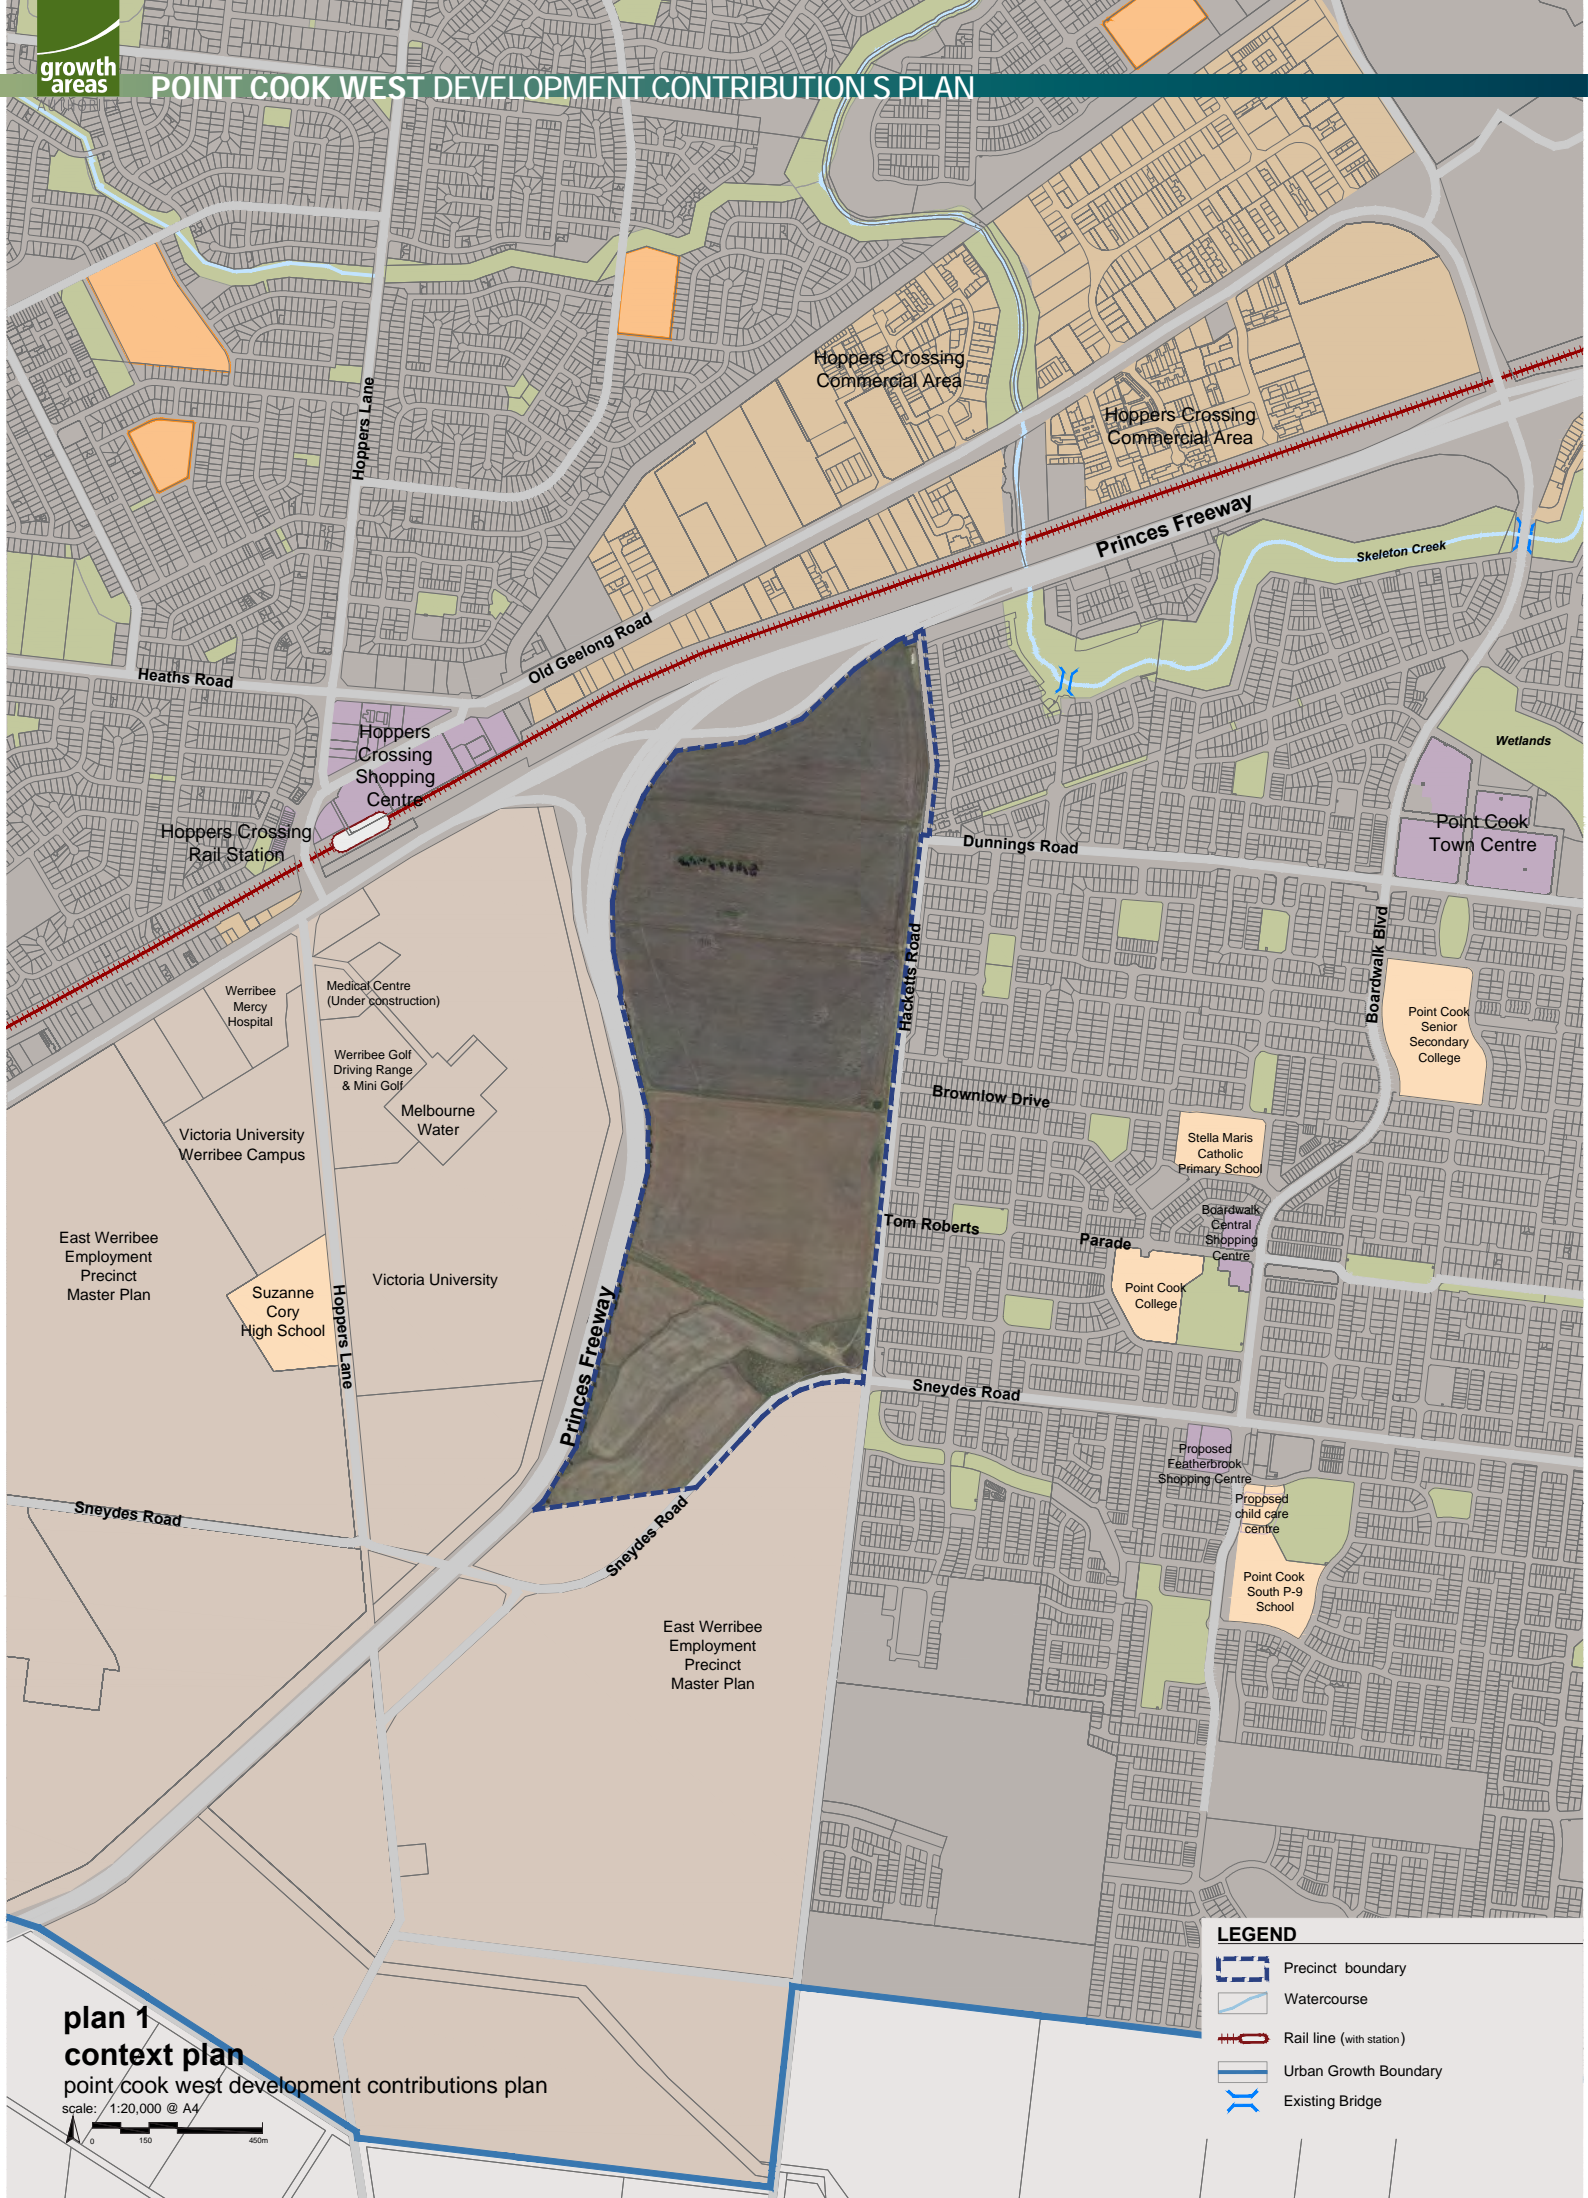 growth
areas
AUTHORITY
POINT COOK WEST DEVELOPMENT CONTRIBUTION S PLAN
Hoppers Crossing
Commercial Area
Hoppers Crossing
Commercial Area
Hoppers Lane
Princes Freeway
Skeleton Creek
Old Geelong Road
Heaths Road
Hoppers
Crossing
Shopping
Centre
Wetlands
Hoppers Crossing
Rail Station
Point Cook
Town Centre
Dunnings Road
Boardwalk Blvd
Hacketts Road
Werribee
Mercy
Hospital
Medical Centre
(Under construction)
Point Cook
Senior
Secondary
College
Werribee Golf
Driving Range
& Mini Golf
Melbourne
Water
Brownlow Drive
Victoria University
Werribee Campus
Stella Maris
Catholic
Primary School
Boardwalk
Central
Shopping
Centre
Tom Roberts
Parade
East Werribee
Employment
Precinct
Master Plan
Victoria University
Suzanne
Cory
High School
Hoppers Lane
Point Cook
College
Princes Freeway
Sneydes Road
Proposed
Featherbrook
Shopping Centre
Proposed
child care
centre
Sneydes Road
Sneydes Road
Point Cook
South P-9
School
East Werribee
Employment
Precinct
Master Plan
LEGEND
Precinct boundary
Watercourse
Rail line (with station)
Urban Growth Boundary
Existing Bridge
plan 1
context plan
point cook west development contributions plan
scale: 1:20,000 @ A4
0 150 450m